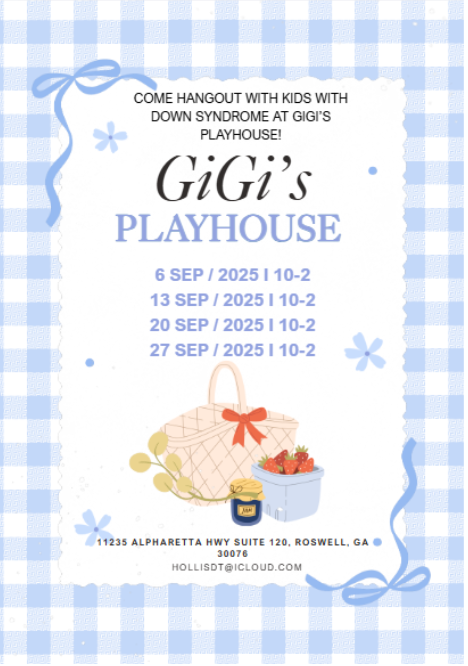 COME HANGOUT WITH KIDS WITH
DOWN SYNDROME AT GIGI'S
PLAYHOUSE!
GiGi's
PLAYHOUSE
6 SEP / 2025 I 10-2
13 SEP / 2025 I 10-2
20 SEP / 2025 I 10-2
27 SEP / 2025 I 10-2
Jam
11235 ALPHARETTA HWY SUITE 120, ROSWELL, GA
30076
HOLLISDT@ICLOUD.COM